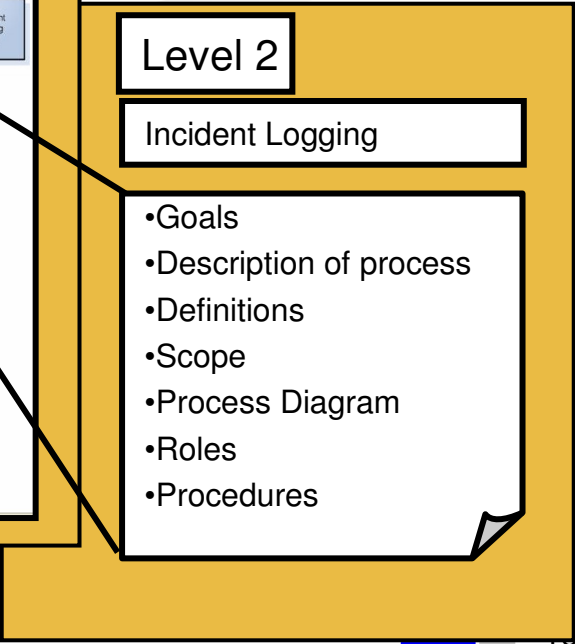 Level 2
Incident Logging
•Goals
•Description of process
•Definitions
•Scope
•Process Diagram
•Roles
•Procedures